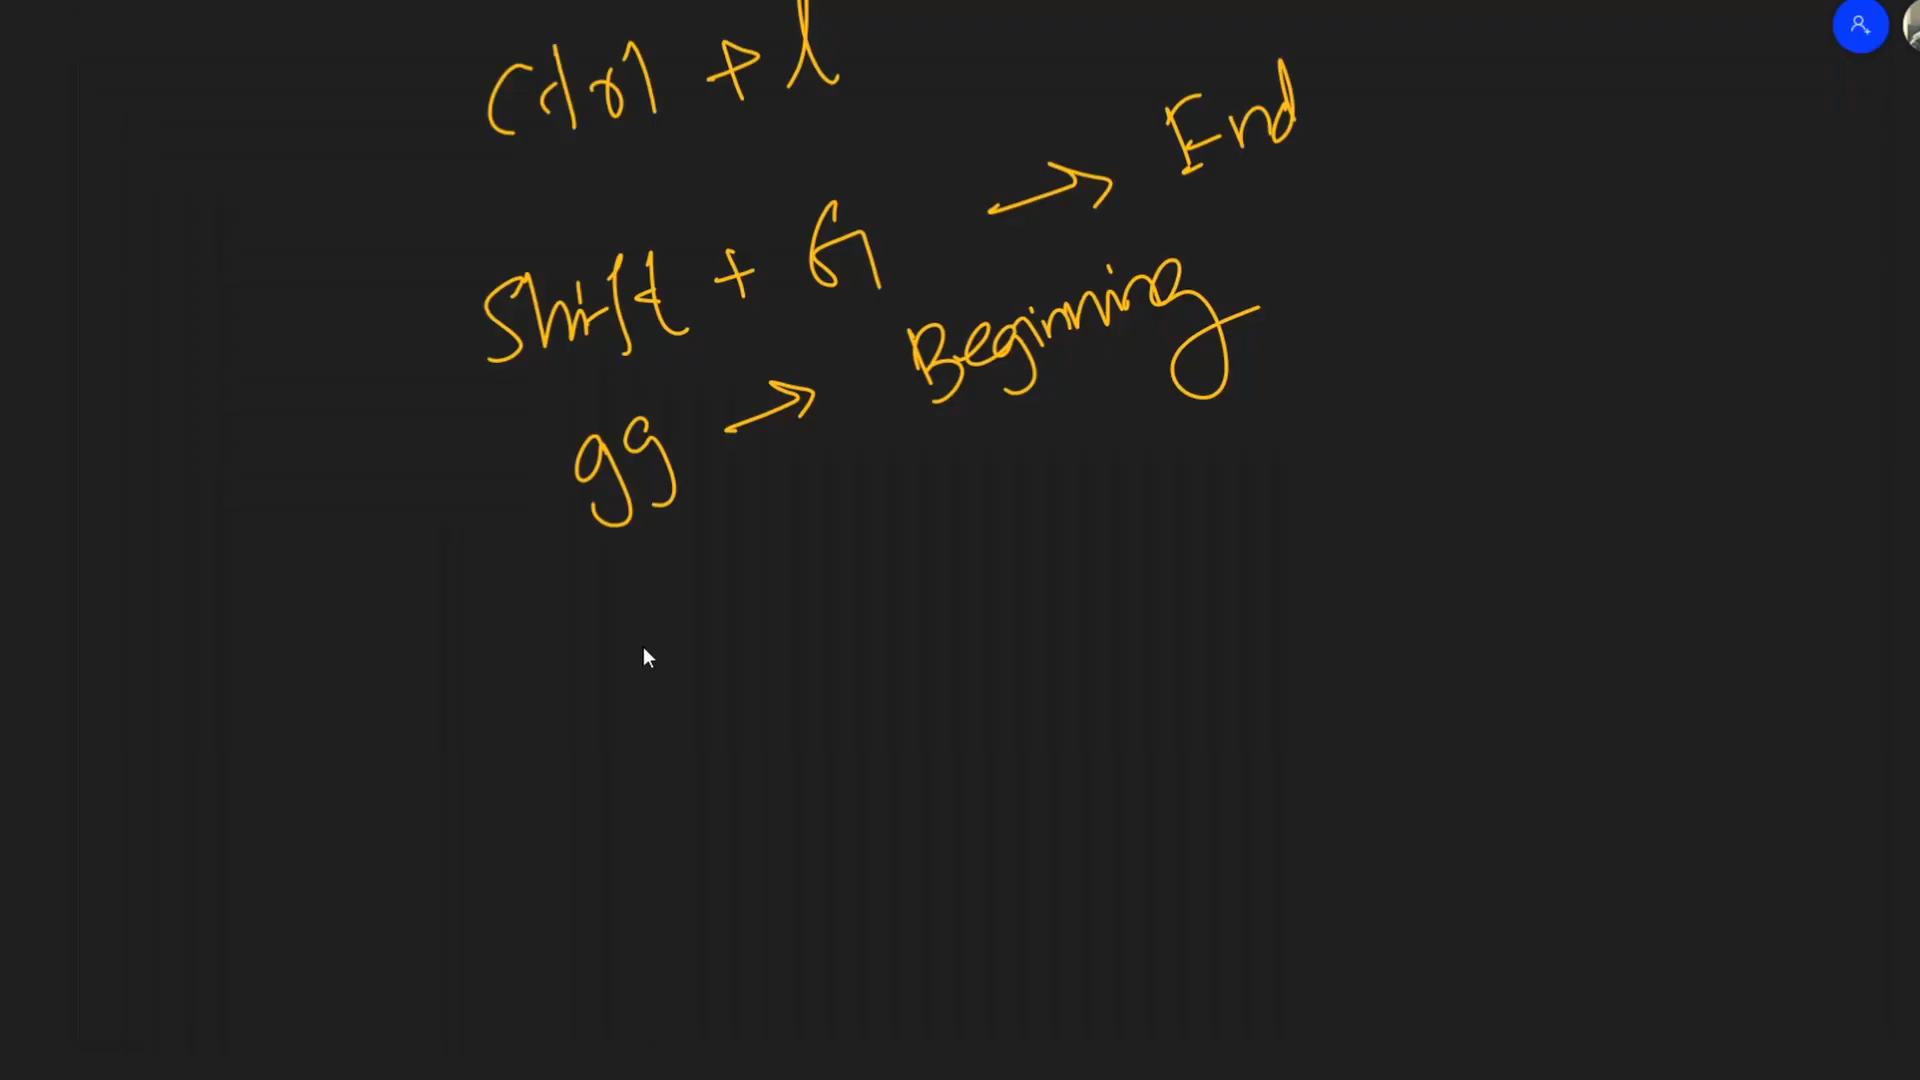 Ctrl + l
Shift + G → End
gg → Beginning